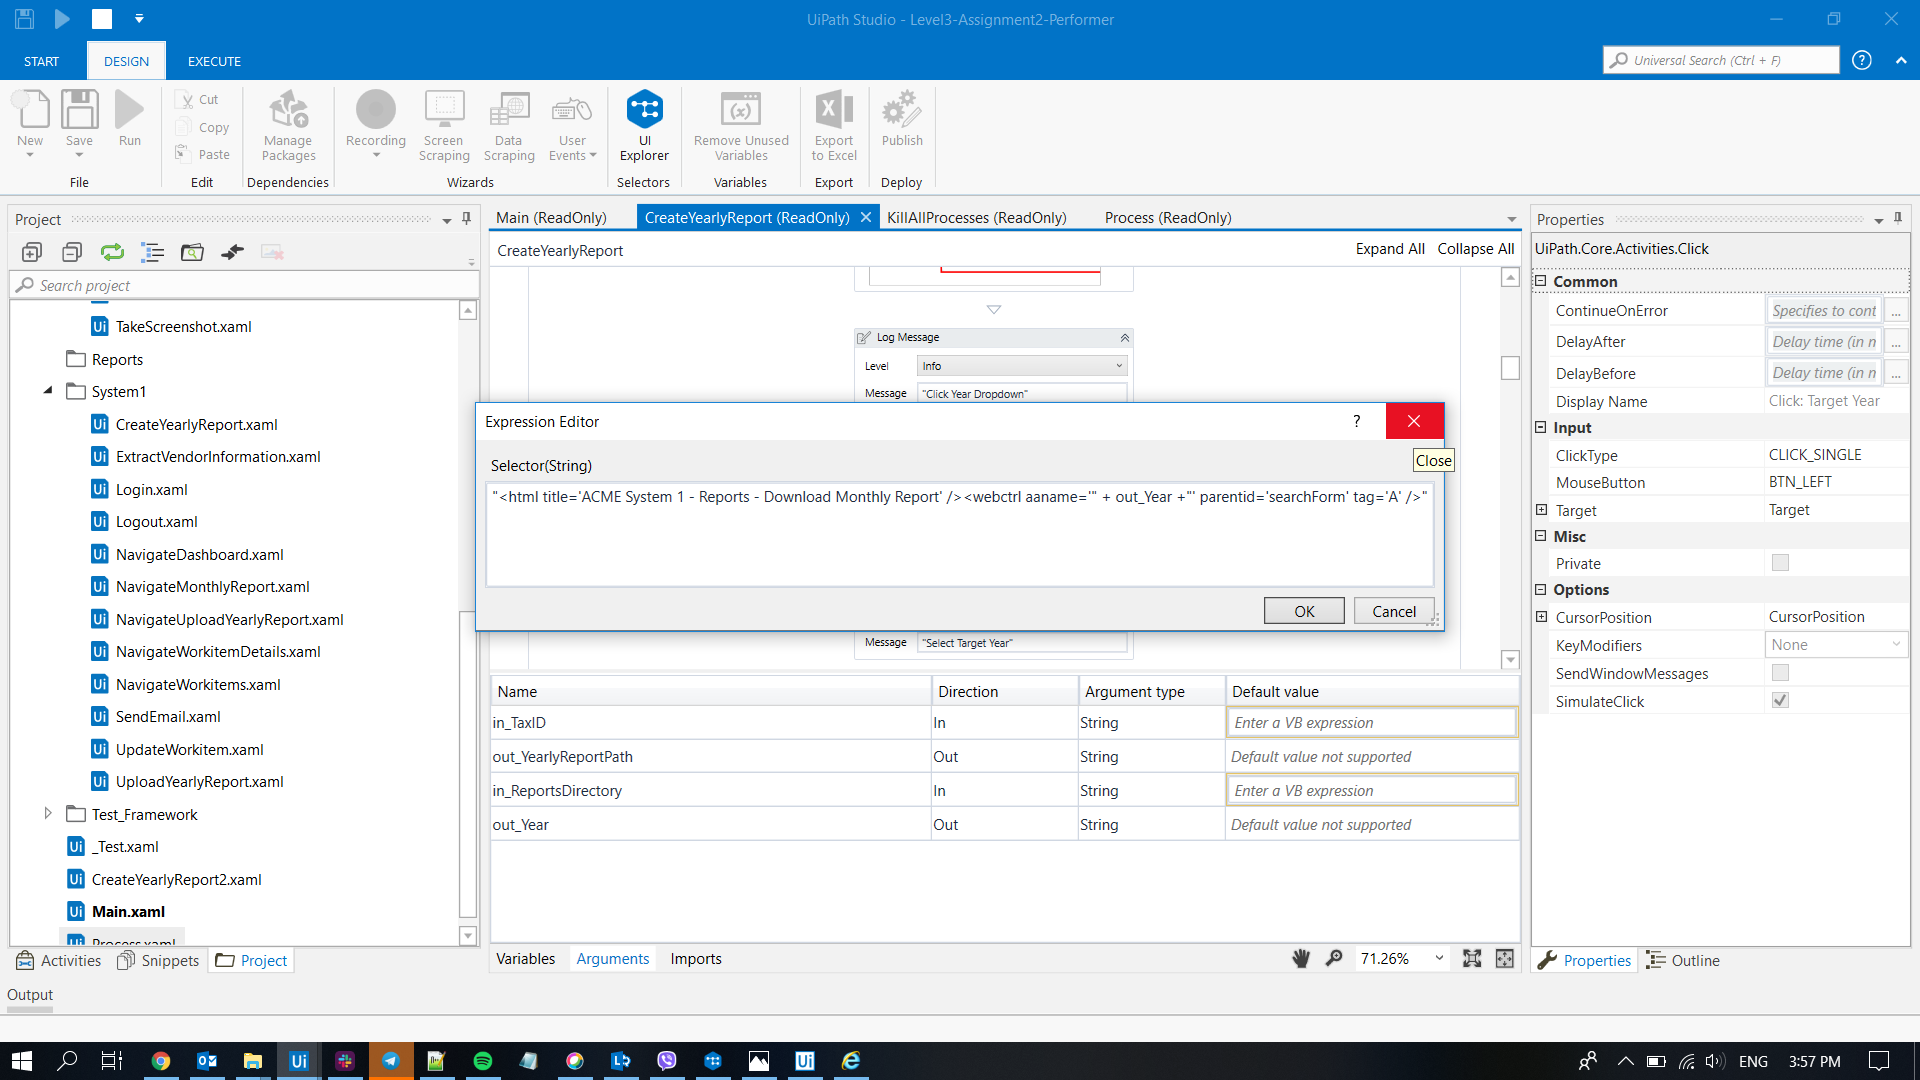 UiPath Studio - Level3-Assignment2-Performer
START
DESIGN
EXECUTE
Universal Search (Ctrl + F)
?
New
Save
Run
Cut
Copy
Paste
Manage
Packages
Recording
Screen
Scraping
Data
Scraping
User
Events
UI
Explorer
Remove Unused
Variables
Export
to Excel
Publish
File
Edit
Dependencies
Wizards
Selectors
Variables
Export
Deploy
Project
Search project
TakeScreenshot.xaml
Reports
System1
CreateYearlyReport.xaml
ExtractVendorInformation.xaml
Login.xaml
Logout.xaml
NavigateDashboard.xaml
NavigateMonthlyReport.xaml
NavigateUploadYearlyReport.xaml
NavigateWorkitemDetails.xaml
NavigateWorkitems.xaml
SendEmail.xaml
UpdateWorkitem.xaml
UploadYearlyReport.xaml
Test_Framework
_Test.xaml
CreateYearlyReport2.xaml
Main.xaml
Process.xaml
Activities
Snippets
Project
Output
Main (ReadOnly)
CreateYearlyReport (ReadOnly)
KillAllProcesses (ReadOnly)
Process (ReadOnly)
CreateYearlyReport
Expand All
Collapse All
Log Message
Level
Info
Message
"Click Year Dropdown"
Expression Editor
?
Close
Selector(String)
"<html title='ACME System 1 - Reports - Download Monthly Report' /><webctrl aaname='" + out_Year +"' parentid='searchForm' tag='A' />"
OK
Cancel
Message
"Select Target Year"
Name
Direction
Argument type
Default value
in_TaxID
In
String
Enter a VB expression
out_YearlyReportPath
Out
String
Default value not supported
in_ReportsDirectory
In
String
Enter a VB expression
out_Year
Out
String
Default value not supported
Variables
Arguments
Imports
71.26%
Properties
UiPath.Core.Activities.Click
Common
ContinueOnError
Specifies to cont
...
DelayAfter
Delay time (in n
...
DelayBefore
Delay time (in n
...
Display Name
Click: Target Year
Input
ClickType
CLICK_SINGLE
MouseButton
BTN_LEFT
Target
Target
Misc
Private
Options
CursorPosition
CursorPosition
KeyModifiers
None
SendWindowMessages
SimulateClick
Properties
Outline
ENG
3:57 PM